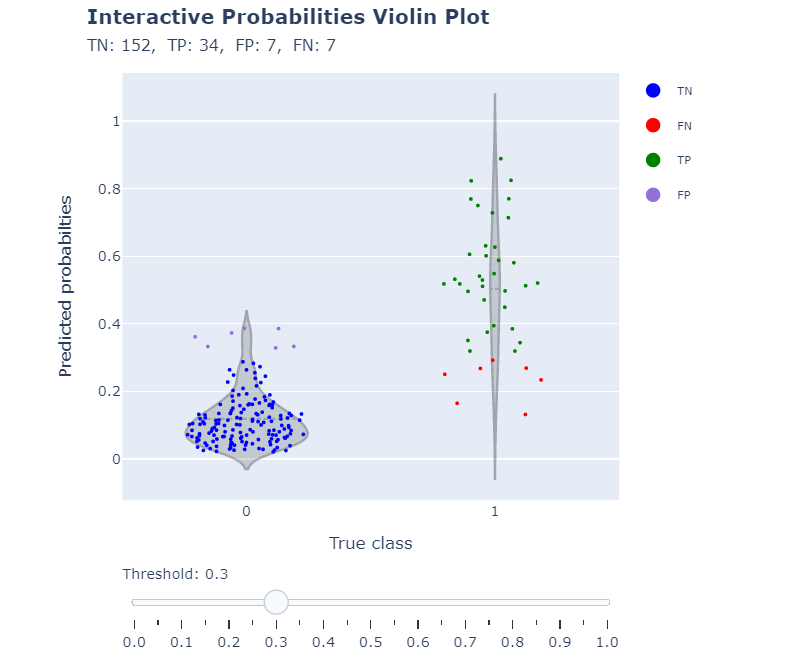 Interactive Probabilities Violin Plot
TN: 152,  TP: 34,  FP: 7,  FN: 7
TN
FN
TP
FP
Predicted probabilties
1
0.8
0.6
0.4
0.2
0
0
1
True class
Threshold: 0.3
0.0 0.1 0.2 0.3 0.4 0.5 0.6 0.7 0.8 0.9 1.0